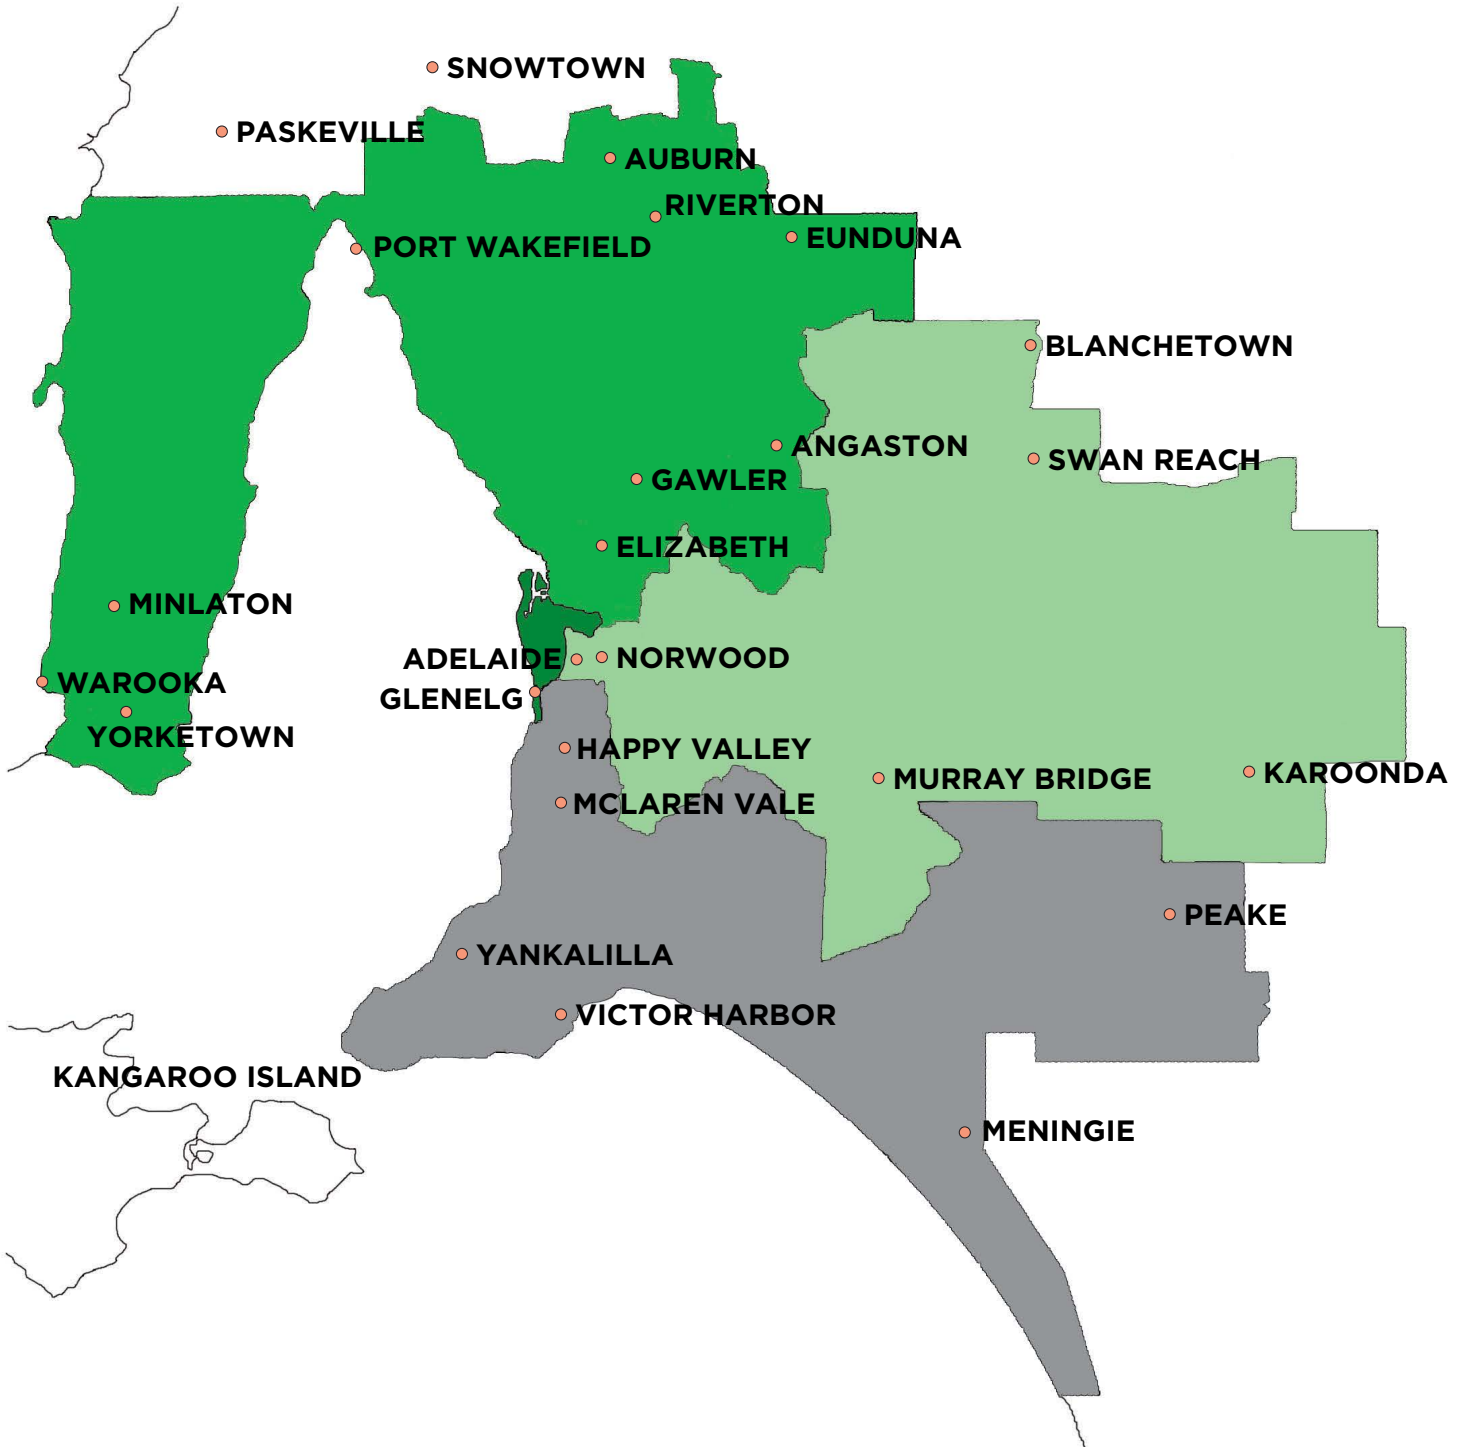 SNOWTOWN
PASKEVILLE
AUBURN
RIVERTON
EUNDUNA
PORT WAKEFIELD
BLANCHETOWN
ANGASTON
SWAN REACH
GAWLER
ELIZABETH
MINLATON
ADELAIDE
NORWOOD
WAROOKA
GLENELG
YORKETOWN
HAPPY VALLEY
KAROONDA
MURRAY BRIDGE
MCLAREN VALE
PEAKE
YANKALILLA
VICTOR HARBOR
KANGAROO ISLAND
MENINGIE